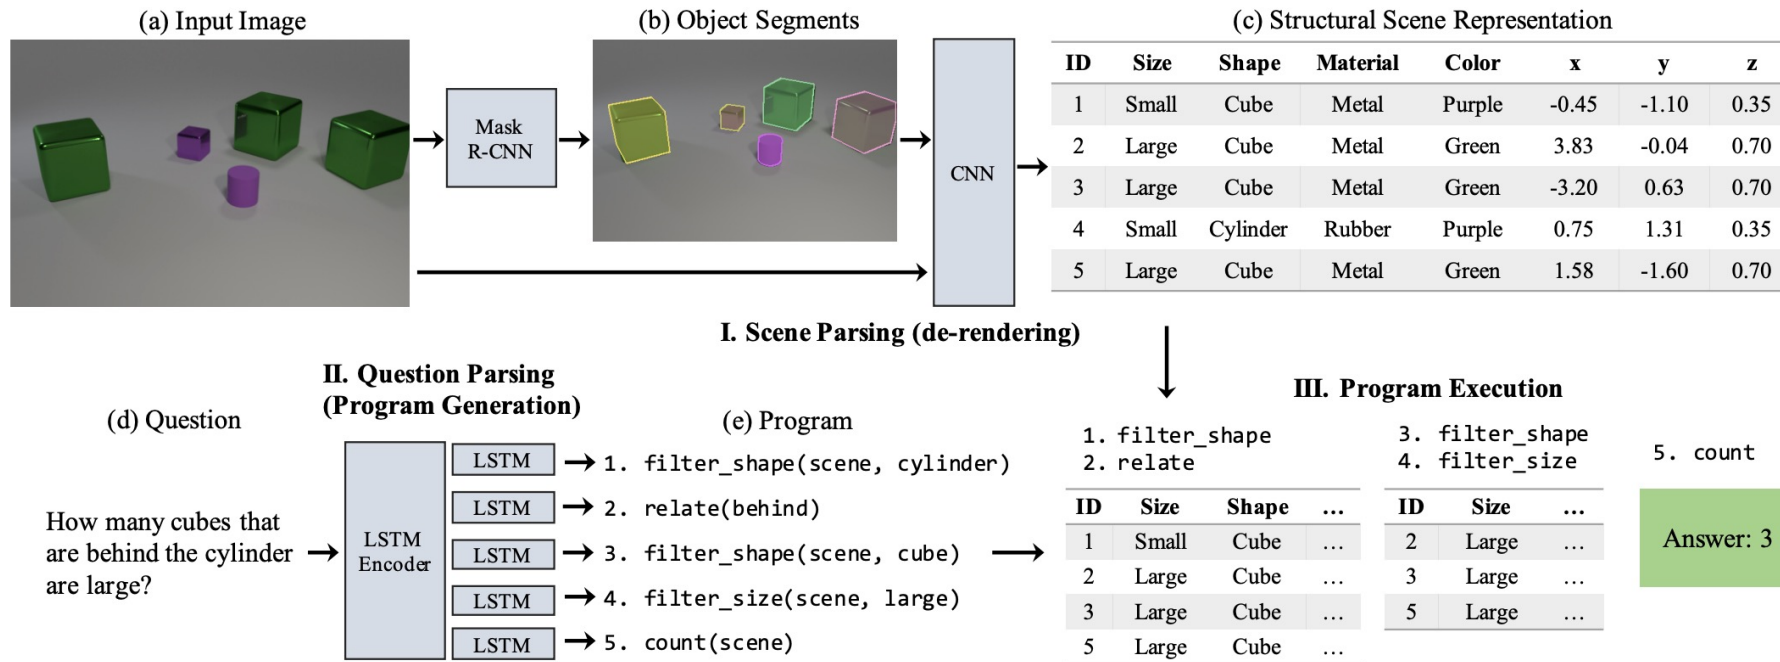 (a) Input Image
(b) Object Segments
(c) Structural Scene Representation
Mask
R-CNN
CNN
ID Size Shape Material Color x y z
1 Small Cube Metal Purple -0.45 -1.10 0.35
2 Large Cube Metal Green 3.83 -0.04 0.70
3 Large Cube Metal Green -3.20 0.63 0.70
4 Small Cylinder Rubber Purple 0.75 1.31 0.35
5 Large Cube Metal Green 1.58 -1.60 0.70
I. Scene Parsing (de-rendering)
II. Question Parsing
(Program Generation)
III. Program Execution
(d) Question
How many cubes that
are behind the cylinder
are large?
LSTM
Encoder
(e) Program
LSTM 1. filter_shape(scene, cylinder)
LSTM 2. relate(behind)
LSTM 3. filter_shape(scene, cube)
LSTM 4. filter_size(scene, large)
LSTM 5. count(scene)
1. filter_shape
2. relate
ID Size Shape ...
1 Small Cube ...
2 Large Cube ...
3 Large Cube ...
5 Large Cube ...
3. filter_shape
4. filter_size
ID Size ...
2 Large ...
3 Large ...
5 Large ...
5. count
Answer: 3